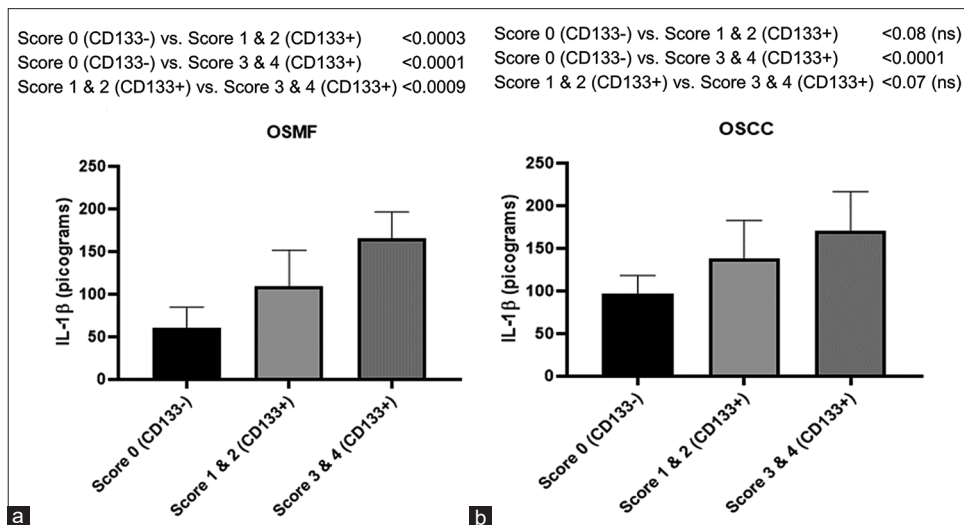 Score 0 (CD133-) vs. Score 1 & 2 (CD133+) <0.0003
Score 0 (CD133-) vs. Score 3 & 4 (CD133+) <0.0001
Score 1 & 2 (CD133+) vs. Score 3 & 4 (CD133+) <0.0009
OSMF
IL-1β (picograms)
250
200
150
100
50
0
Score 0 (CD133-)
Score 1 & 2 (CD133+)
Score 3 & 4 (CD133+)
a
Score 0 (CD133-) vs. Score 1 & 2 (CD133+) <0.08 (ns)
Score 0 (CD133-) vs. Score 3 & 4 (CD133+) <0.0001
Score 1 & 2 (CD133+) vs. Score 3 & 4 (CD133+) <0.07 (ns)
OSCC
IL-1β (picograms)
250
200
150
100
50
0
Score 0 (CD133-)
Score 1 & 2 (CD133+)
Score 3 & 4 (CD133+)
b